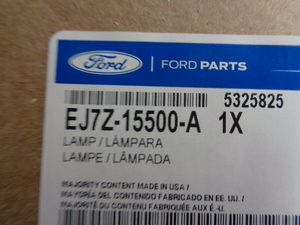 Ford FORD PARTS
5325825
EJ7Z-15500-A 1X
LAMP / LÁMPARA
LAMPE / LÂMPADA
MAJORITY CONTENT MADE IN USA /
MAYORÍA DEL CONTENIDO FABRICADO EN EE. UU. /
MAJORITÉ DU CONTENU FABRIQUÉE AUX É.-U.